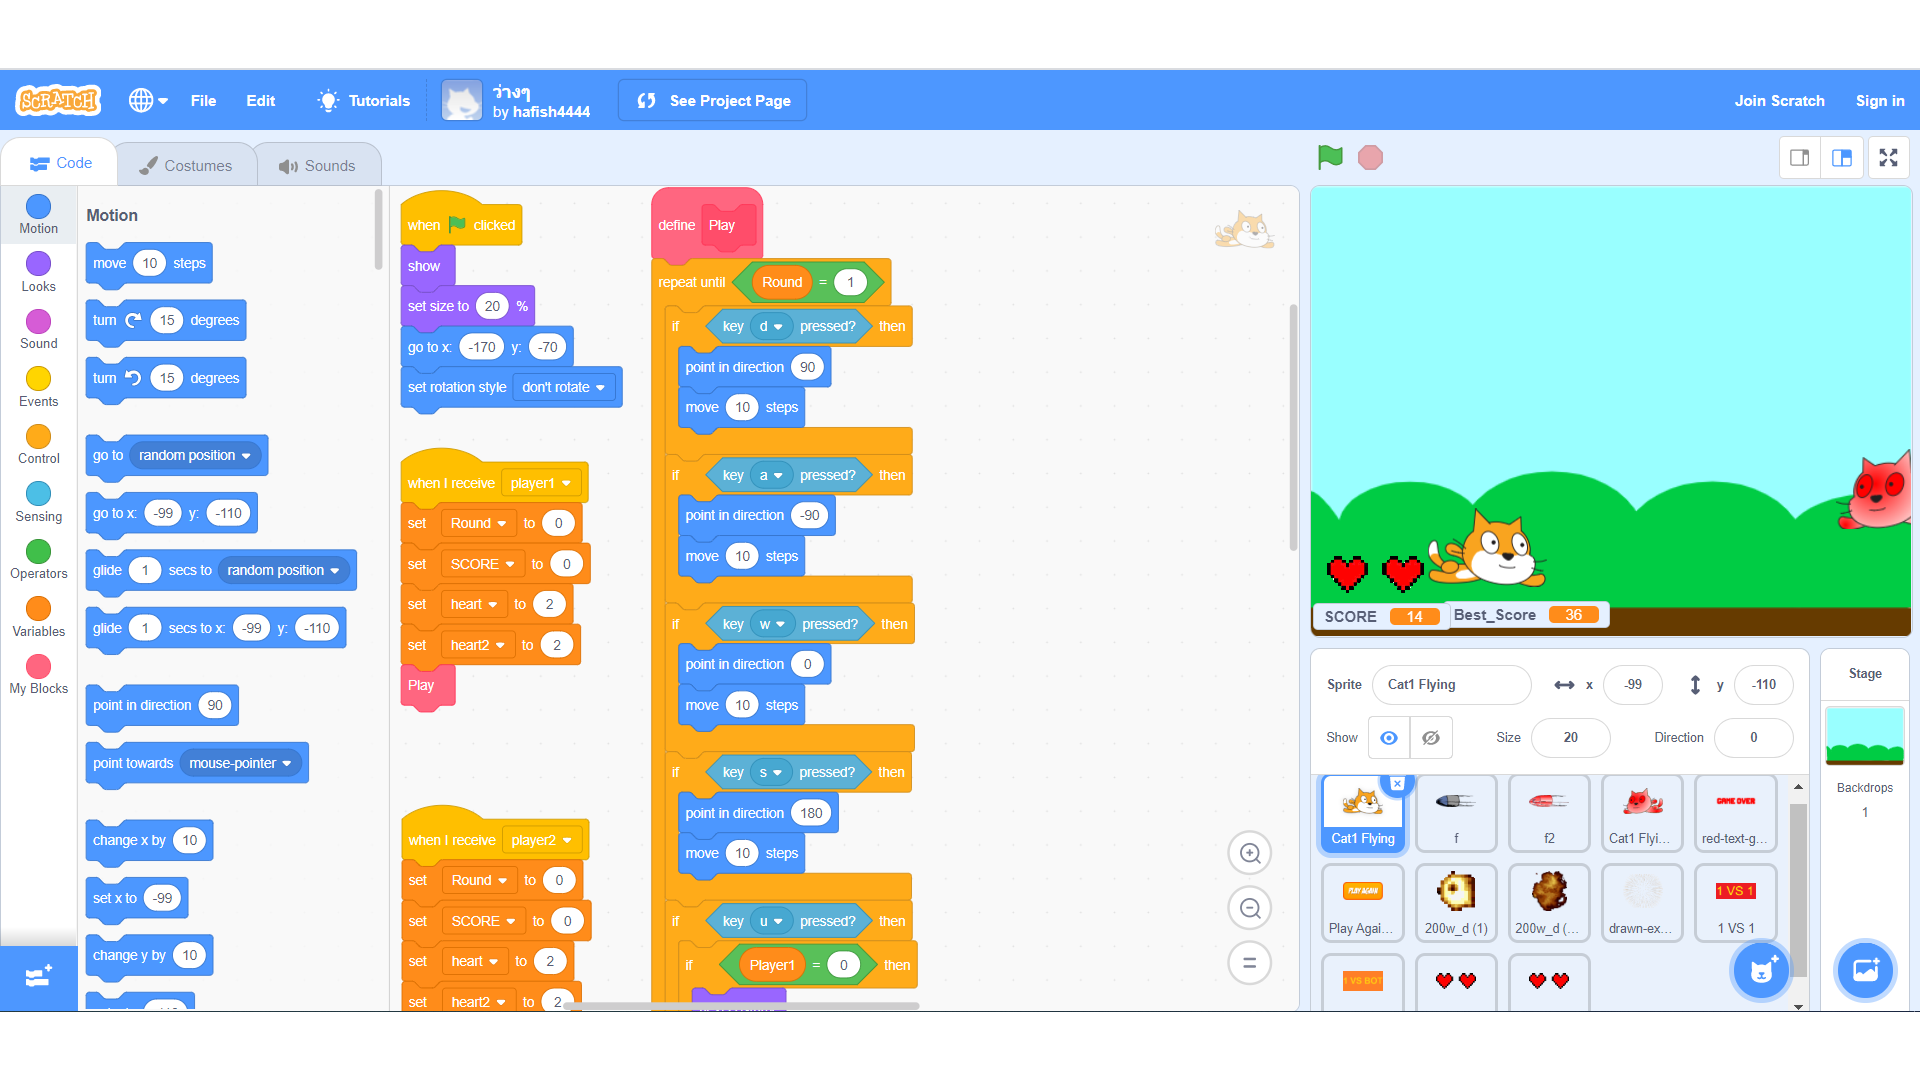 SCRATCH
File
Edit
Tutorials
ว่างๆ
by hafish4444
See Project Page
Join Scratch
Sign in
Code
Costumes
Sounds
Motion
Looks
Sound
Events
Control
Sensing
Operators
Variables
My Blocks
Motion
move 10 steps
turn 15 degrees
turn 15 degrees
go to random position
go to x: -99 y: -110
glide 1 secs to random position
glide 1 secs to x: -99 y: -110
point in direction 90
point towards mouse-pointer
change x by 10
set x to -99
change y by 10
when clicked
show
set size to 20 %
go to x: -170 y: -70
set rotation style don't rotate
when I receive player1
set Round to 0
set SCORE to 0
set heart to 2
set heart2 to 2
Play
when I receive player2
set Round to 0
set SCORE to 0
set heart to 2
set heart2 to 2
define Play
repeat until Round = 1
if key d pressed? then
point in direction 90
move 10 steps
if key a pressed? then
point in direction -90
move 10 steps
if key w pressed? then
point in direction 0
move 10 steps
if key s pressed? then
point in direction 180
move 10 steps
if key u pressed? then
if Player1 = 0 then
SCORE 14
Best_Score 36
Sprite Cat1 Flying x -99 y -110
Show Size 20 Direction 0
Cat1 Flying
f
f2
Cat1 Flyi...
GAME OVER
red-text-g...
PLAY AGAIN
Play Agai...
200w_d (1)
200w_d (...
drawn-ex...
1 VS 1
1 VS 1
1 VS BOT
Stage
Backdrops
1